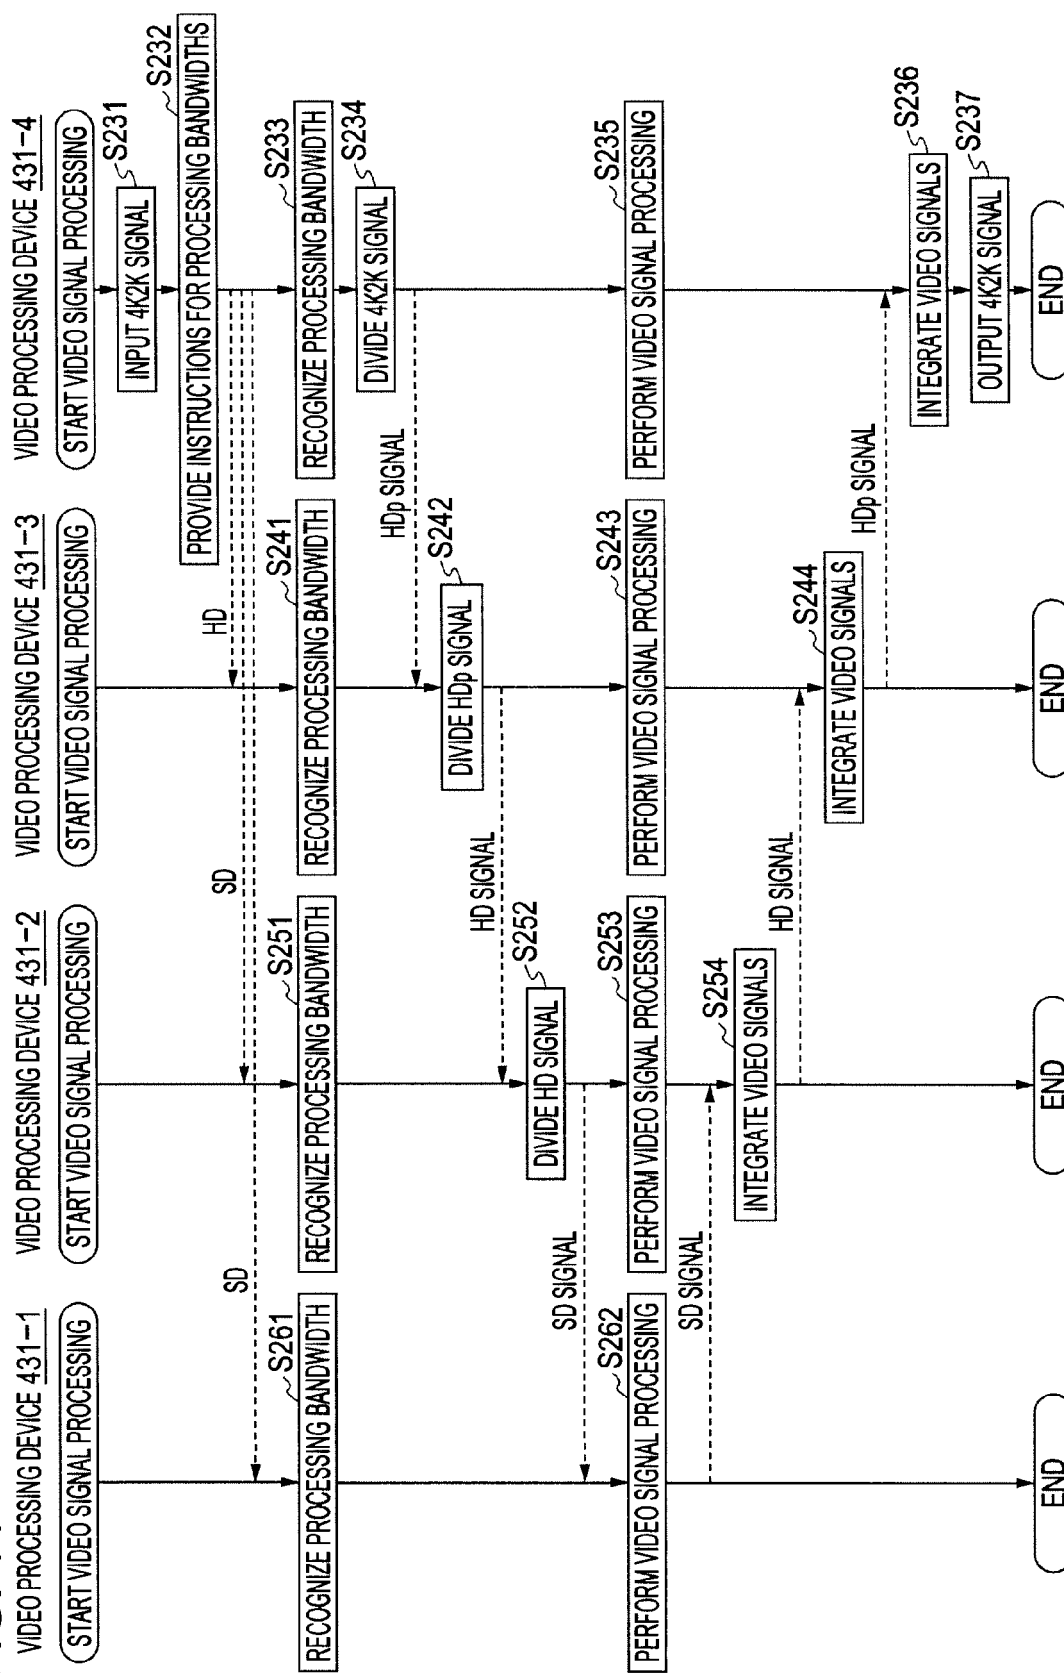 VIDEO PROCESSING DEVICE 431-1
START VIDEO SIGNAL PROCESSING
SD
S261
RECOGNIZE PROCESSING BANDWIDTH
SD SIGNAL
S262
PERFORM VIDEO SIGNAL PROCESSING
SD SIGNAL
END
VIDEO PROCESSING DEVICE 431-2
START VIDEO SIGNAL PROCESSING
SD
S251
RECOGNIZE PROCESSING BANDWIDTH
HD SIGNAL
S252
DIVIDE HD SIGNAL
S253
PERFORM VIDEO SIGNAL PROCESSING
S254
INTEGRATE VIDEO SIGNALS
HD SIGNAL
END
VIDEO PROCESSING DEVICE 431-3
START VIDEO SIGNAL PROCESSING
HD
S241
RECOGNIZE PROCESSING BANDWIDTH
HDp SIGNAL
S242
DIVIDE HDp SIGNAL
S243
PERFORM VIDEO SIGNAL PROCESSING
S244
INTEGRATE VIDEO SIGNALS
HDp SIGNAL
END
VIDEO PROCESSING DEVICE 431-4
START VIDEO SIGNAL PROCESSING
S231
INPUT 4K2K SIGNAL
S232
PROVIDE INSTRUCTIONS FOR PROCESSING BANDWIDTHS
S233
RECOGNIZE PROCESSING BANDWIDTH
S234
DIVIDE 4K2K SIGNAL
S235
PERFORM VIDEO SIGNAL PROCESSING
S236
INTEGRATE VIDEO SIGNALS
S237
OUTPUT 4K2K SIGNAL
END